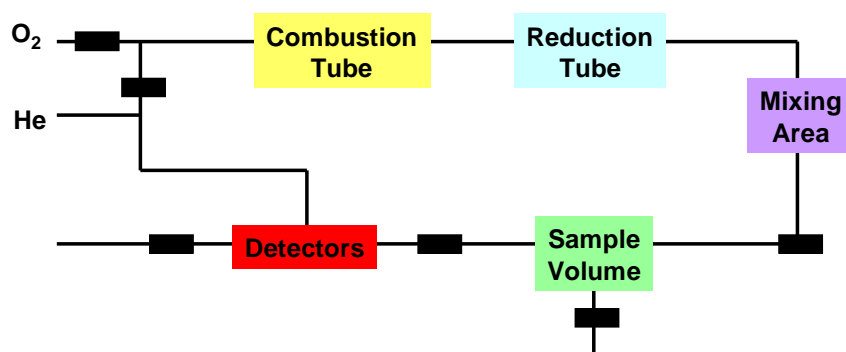 O₂
Combustion
Tube
Reduction
Tube
He
Mixing
Area
Detectors
Sample
Volume